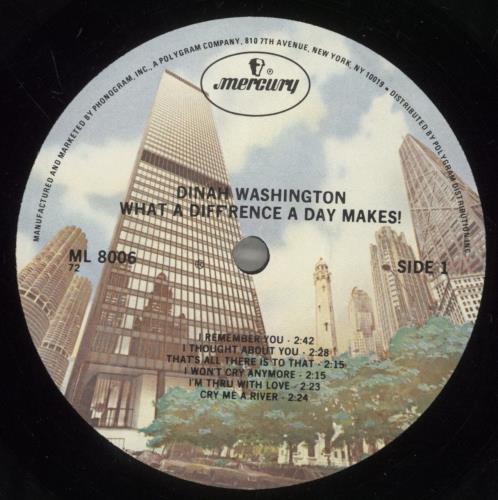 MANUFACTURED AND MARKETED BY PHONOGRAM, INC., A POLYGRAM COMPANY, 810 7TH AVENUE, NEW YORK, NY 10019 • DISTRIBUTED BY POLYGRAM DISTRIBUTION, INC.
mercury ®
DINAH WASHINGTON
WHAT A DIFF'RENCE A DAY MAKES!
ML 8006
72
®
SIDE 1
I REMEMBER YOU - 2:42
I THOUGHT ABOUT YOU - 2:28
THAT'S ALL THERE IS TO THAT - 2:15
I WON'T CRY ANYMORE - 2:15
I'M THRU WITH LOVE - 2:23
CRY ME A RIVER - 2:24